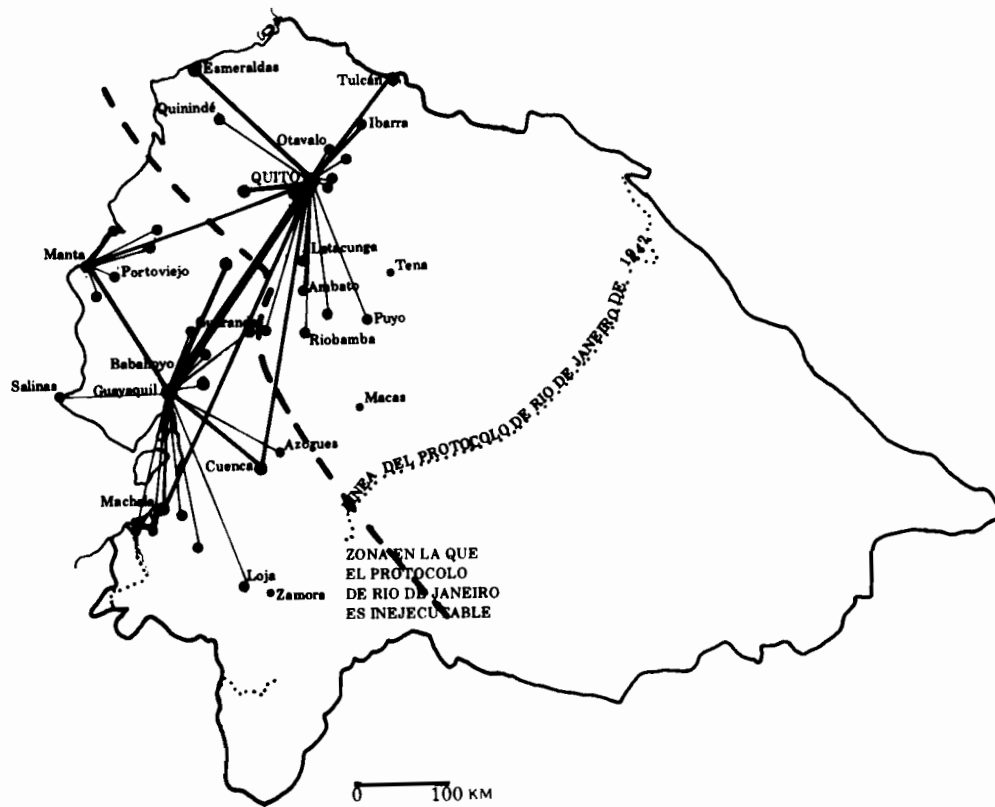 Esmeraldas
Tulcán
Quinindé
Ibarra
Otavalo
QUITO
Latacunga
Manta
Portoviejo
Tena
Ambato
Puyo
Riobamba
Babahoyo
Salinas
Guayaquil
Macas
Azogues
Cuenca
LINEA DEL PROTOCOLO DE RIO DE JANEIRO DE 1942
Machala
ZONA EN LA QUE
EL PROTOCOLO
DE RIO DE JANEIRO
ES INEJECUTABLE
Loja
Zamora
0 100 KM